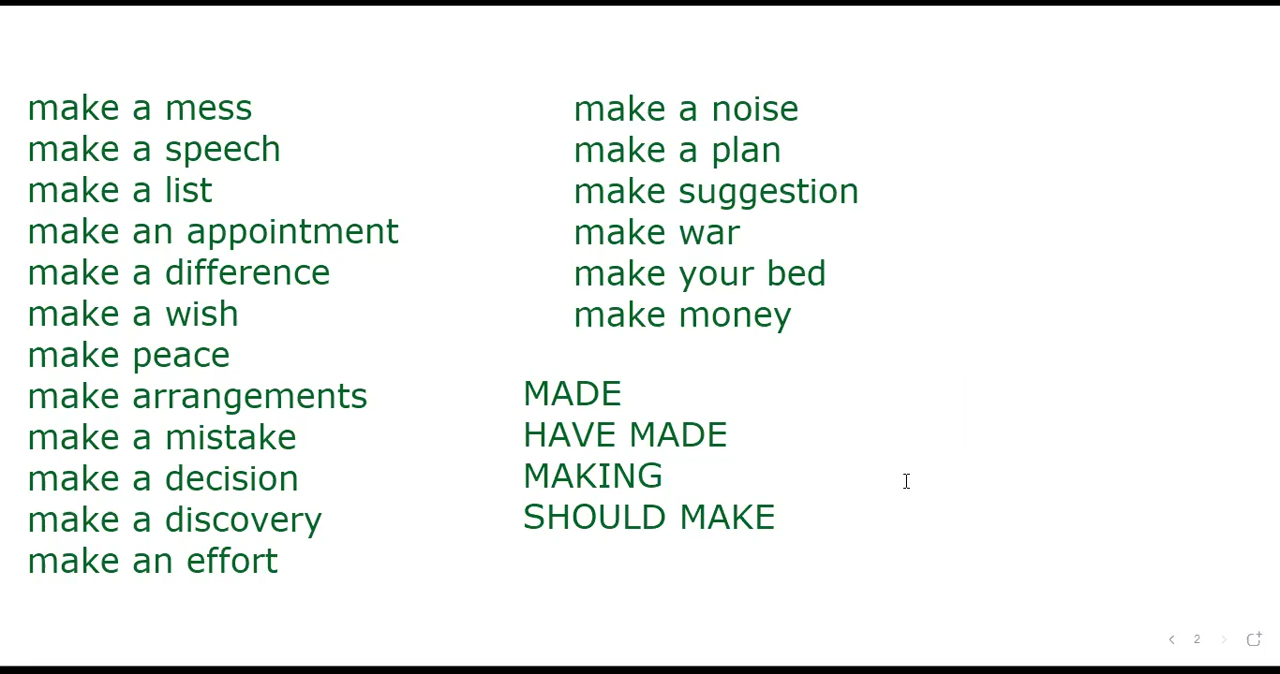 make a mess
make a speech
make a list
make an appointment
make a difference
make a wish
make peace
make arrangements
make a mistake
make a decision
make a discovery
make an effort
make a noise
make a plan
make suggestion
make war
make your bed
make money
MADE
HAVE MADE
MAKING
SHOULD MAKE
2